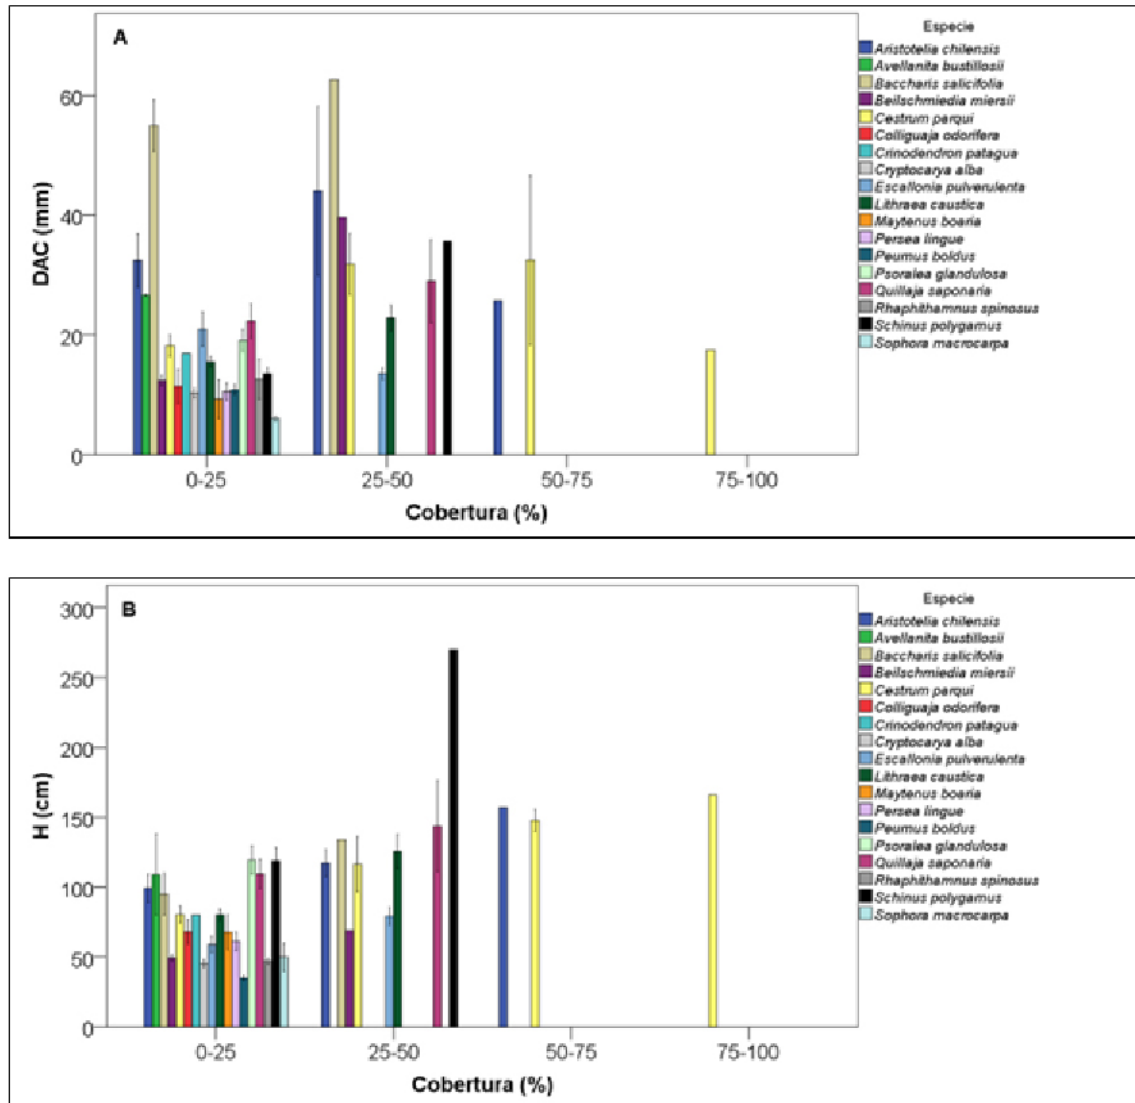 A
DAC (mm)
60
40
20
0
0-25
25-50
50-75
75-100
Cobertura (%)
Especie
Aristotelia chilensis
Avellanita bustillosii
Baccharis salicifolia
Beilschmiedia miersii
Cestrum parqui
Colliguaja odorifera
Crinodendron patagua
Cryptocarya alba
Escallonia pulverulenta
Lithraea caustica
Maytenus boaria
Persea lingue
Peumus boldus
Psoralea glandulosa
Quillaja saponaria
Rhaphithamnus spinosus
Schinus polygamus
Sophora macrocarpa
B
H (cm)
300
250
200
150
100
50
0
0-25
25-50
50-75
75-100
Cobertura (%)
Especie
Aristotelia chilensis
Avellanita bustillosii
Baccharis salicifolia
Beilschmiedia miersii
Cestrum parqui
Colliguaja odorifera
Crinodendron patagua
Cryptocarya alba
Escallonia pulverulenta
Lithraea caustica
Maytenus boaria
Persea lingue
Peumus boldus
Psoralea glandulosa
Quillaja saponaria
Rhaphithamnus spinosus
Schinus polygamus
Sophora macrocarpa